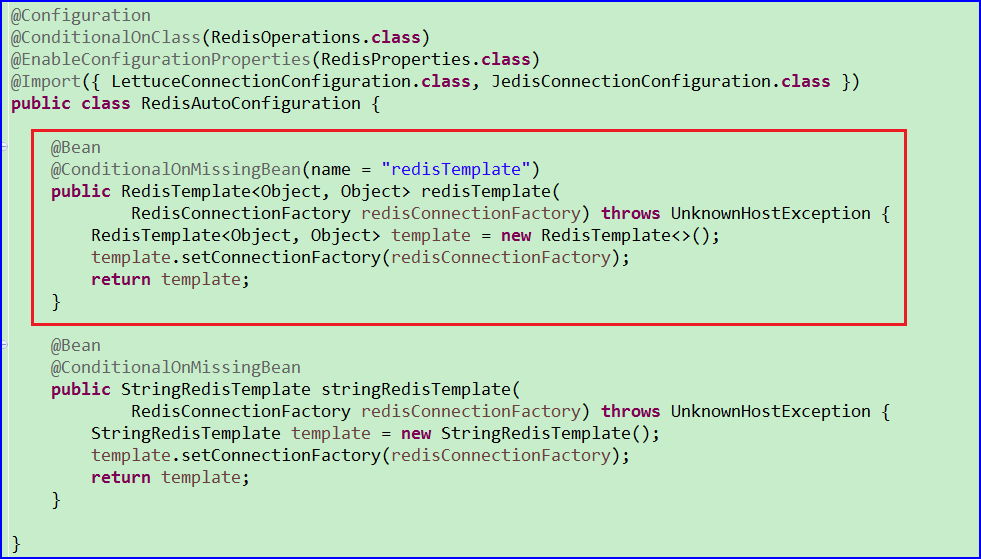 @Configuration
@ConditionalOnClass(RedisOperations.class)
@EnableConfigurationProperties(RedisProperties.class)
@Import({ LettuceConnectionConfiguration.class, JedisConnectionConfiguration.class })
public class RedisAutoConfiguration {
@Bean
@ConditionalOnMissingBean(name = "redisTemplate")
public RedisTemplate<Object, Object> redisTemplate(
RedisConnectionFactory redisConnectionFactory) throws UnknownHostException {
RedisTemplate<Object, Object> template = new RedisTemplate<>();
template.setConnectionFactory(redisConnectionFactory);
return template;
}
@Bean
@ConditionalOnMissingBean
public StringRedisTemplate stringRedisTemplate(
RedisConnectionFactory redisConnectionFactory) throws UnknownHostException {
StringRedisTemplate template = new StringRedisTemplate();
template.setConnectionFactory(redisConnectionFactory);
return template;
}
}